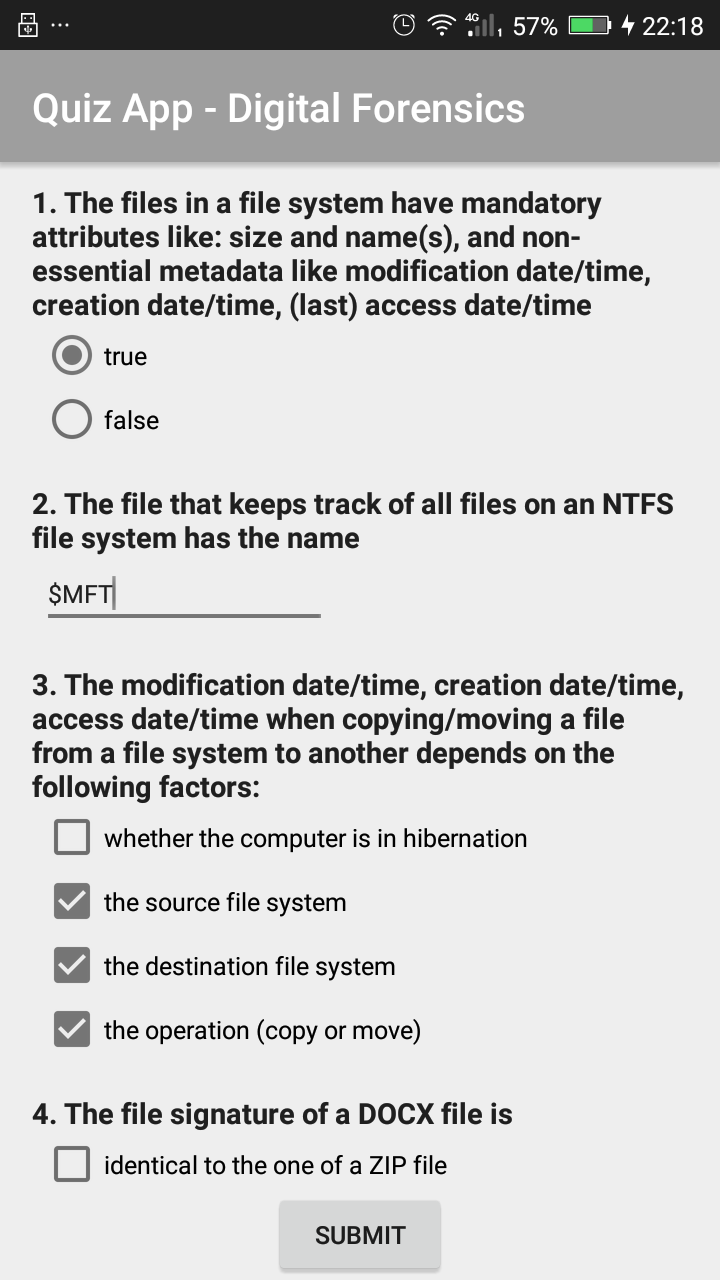 4G 1 57% 22:18
Quiz App - Digital Forensics
1. The files in a file system have mandatory
attributes like: size and name(s), and non-
essential metadata like modification date/time,
creation date/time, (last) access date/time
true
false
2. The file that keeps track of all files on an NTFS
file system has the name
$MFT
3. The modification date/time, creation date/time,
access date/time when copying/moving a file
from a file system to another depends on the
following factors:
whether the computer is in hibernation
the source file system
the destination file system
the operation (copy or move)
4. The file signature of a DOCX file is
identical to the one of a ZIP file
SUBMIT